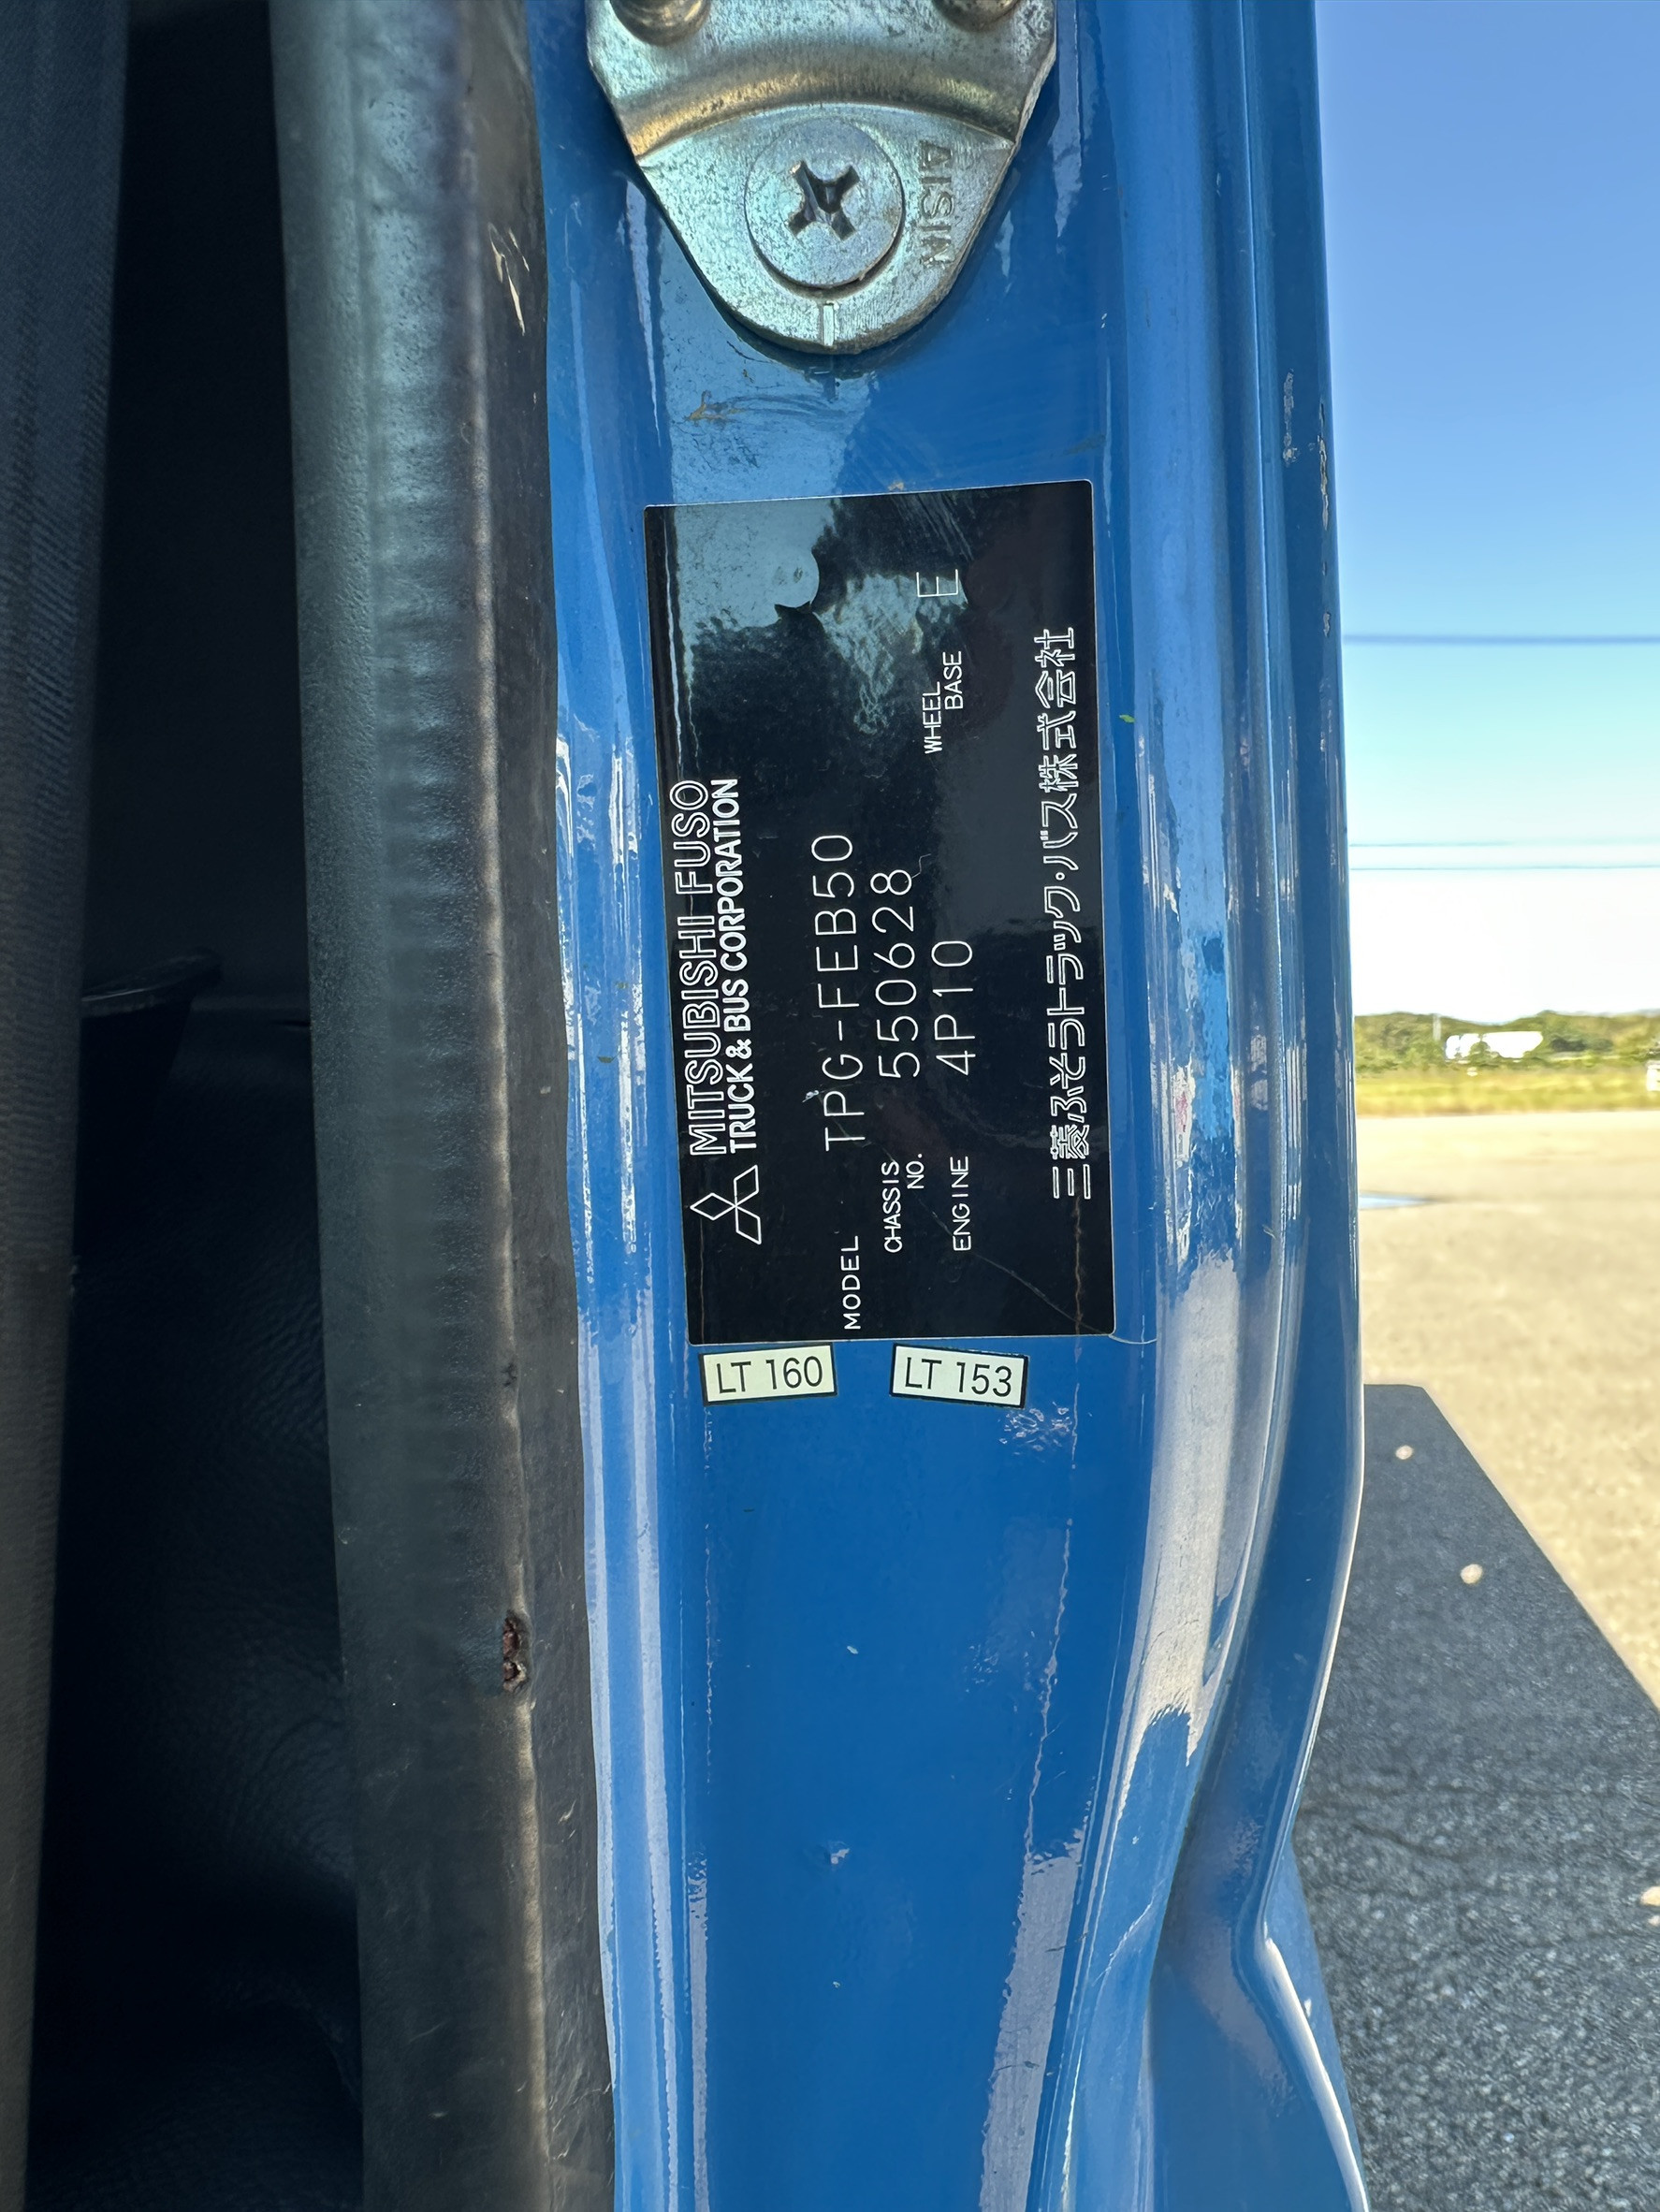 AISIN
MITSUBISHI FUSO
TRUCK & BUS CORPORATION
MODEL TPG-FEB50
CHASSIS NO. 550628
ENGINE 4P10 WHEEL BASE E
三菱ふそうトラック・バス株式会社
LT 160
LT 153